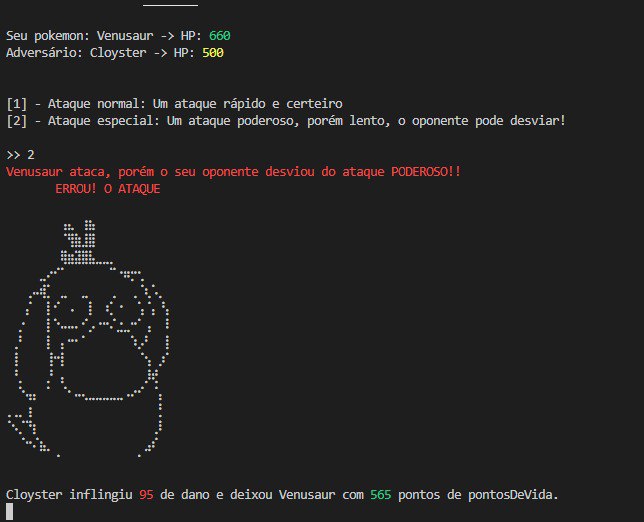 Seu pokemon: Venusaur -> HP: 660
Adversário: Cloyster -> HP: 500
[1] - Ataque normal: Um ataque rápido e certeiro
[2] - Ataque especial: Um ataque poderoso, porém lento, o oponente pode desviar!
>> 2
Venusaur ataca, porém o seu oponente desviou do ataque PODEROSO!!
ERROU! O ATAQUE
Cloyster inflingiu 95 de dano e deixou Venusaur com 565 pontos de pontosDeVida.